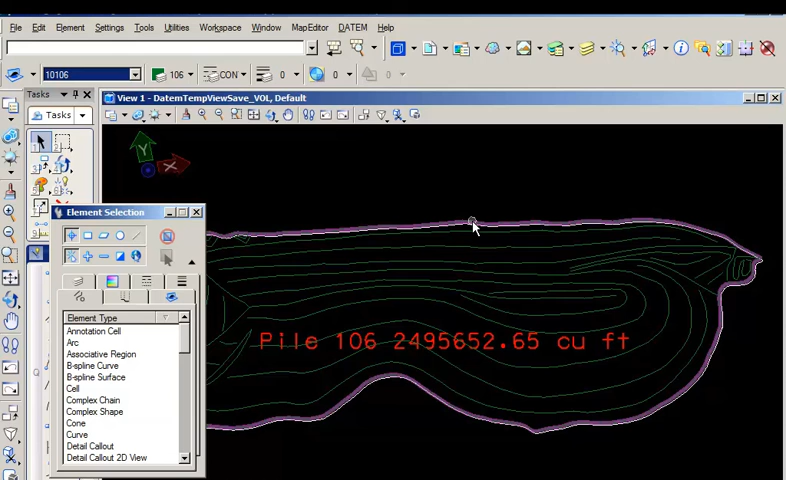 File Edit Element Settings Tools Utilities Workspace Window MapEditor DATEM Help
10106 106 CON 0 0 0
Tasks
View 1 - DatemTempViewSave_VOL, Default
Tasks
Y
X
Element Selection
Pile 106 2495652.65 cu ft
Element Type
Annotation Cell
Arc
Associative Region
B-spline Curve
B-spline Surface
Cell
Complex Chain
Complex Shape
Cone
Curve
Detail Callout
Detail Callout 2D View